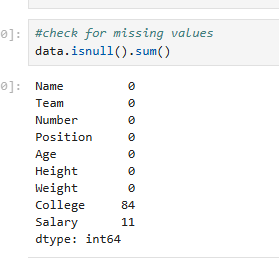 0]:
#check for missing values
data.isnull().sum()
0]:
Name 0
Team 0
Number 0
Position 0
Age 0
Height 0
Weight 0
College 84
Salary 11
dtype: int64